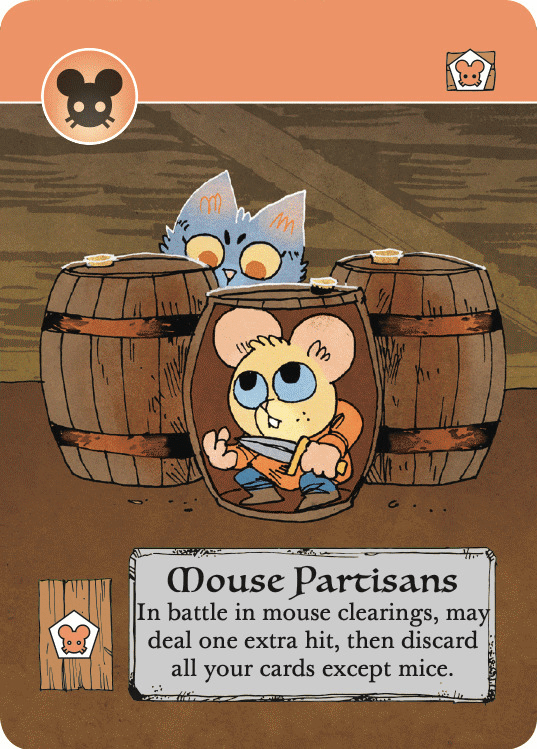 Mouse Partisans
In battle in mouse clearings, may
deal one extra hit, then discard
all your cards except mice.